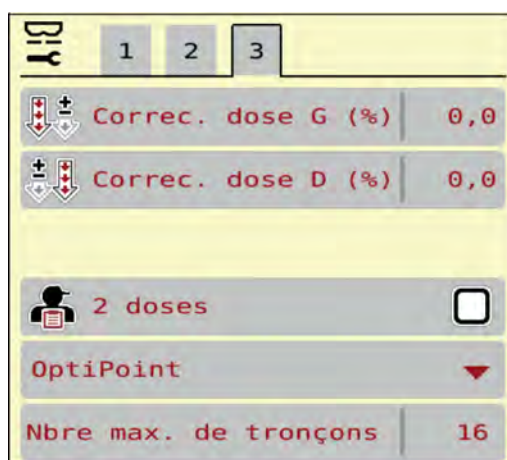 1 2 3
Correc. dose G (%) 0,0
Correc. dose D (%) 0,0
2 doses
OptiPoint
Nbre max. de tronçons 16